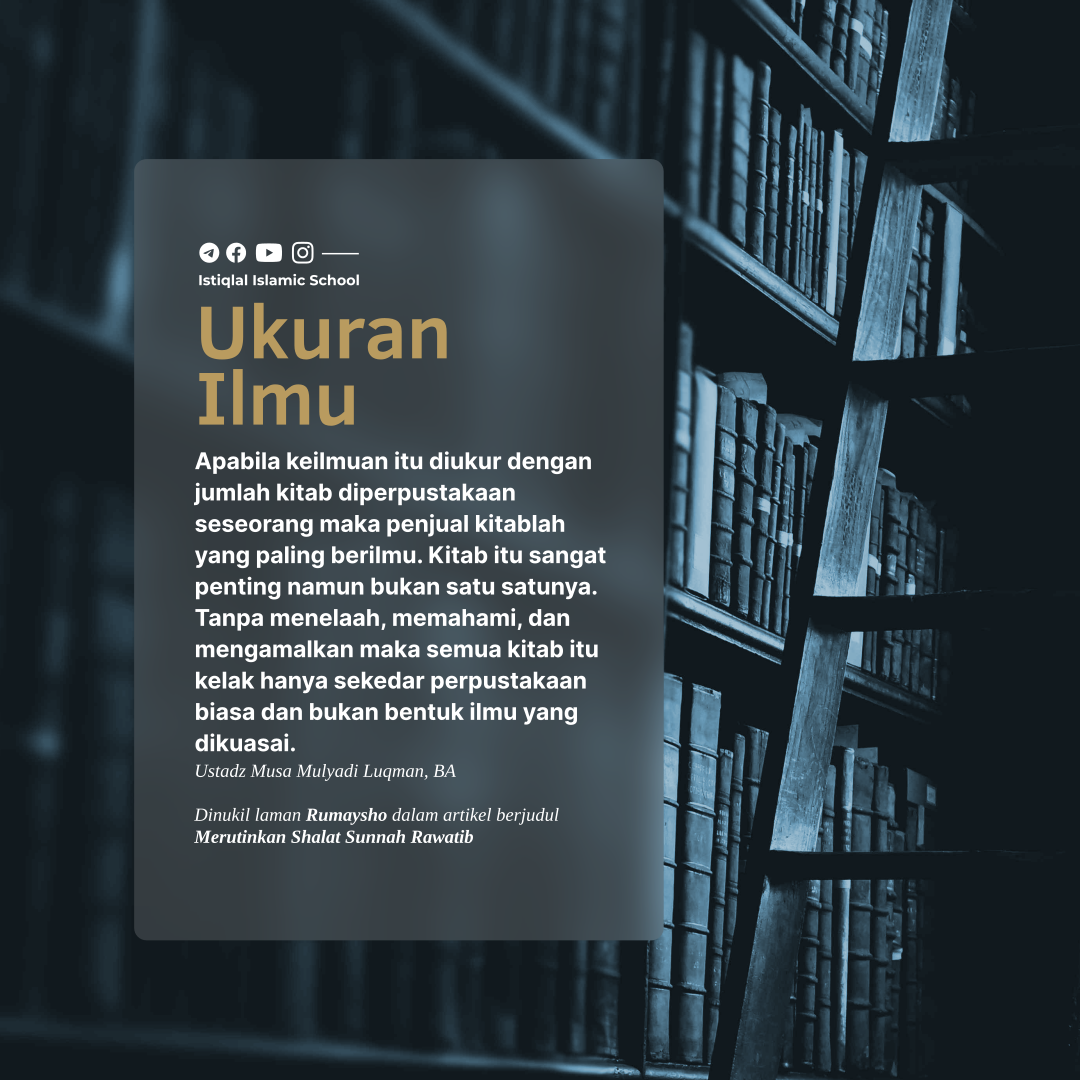 Istiqlal Islamic School
Ukuran
Ilmu
Apabila keilmuan itu diukur dengan
jumlah kitab diperpustakaan
seseorang maka penjual kitablah
yang paling berilmu. Kitab itu sangat
penting namun bukan satu satunya.
Tanpa menelaah, memahami, dan
mengamalkan maka semua kitab itu
kelak hanya sekedar perpustakaan
biasa dan bukan bentuk ilmu yang
dikuasai.
Ustadz Musa Mulyadi Luqman, BA
Dinukil laman Rumaysho dalam artikel berjudul
Merutinkan Shalat Sunnah Rawatib